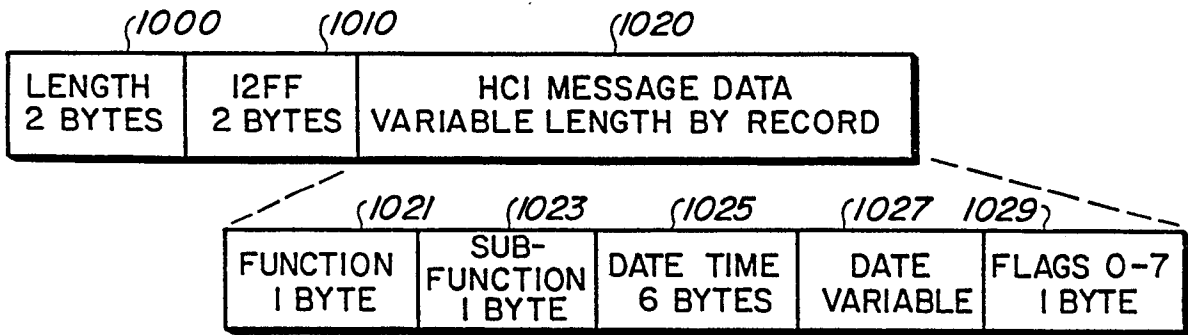 1000 1010 1020
LENGTH 12FF HCI MESSAGE DATA
2 BYTES 2 BYTES VARIABLE LENGTH BY RECORD
1021 1023 1025 1027 1029
FUNCTION
1 BYTE
SUB-
FUNCTION
1 BYTE
DATE TIME
6 BYTES
DATE
VARIABLE
FLAGS 0-7
1 BYTE